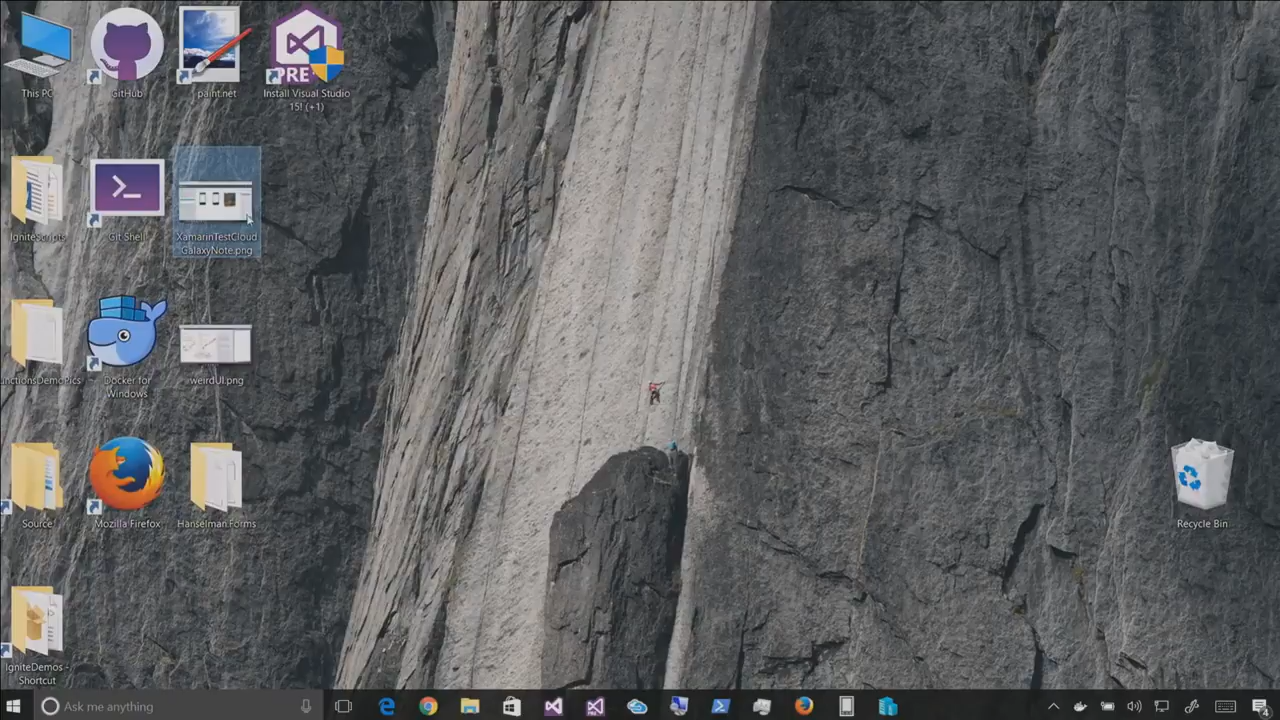 This PC
GitHub
paint.net
PRE
Install Visual Studio
15! (+1)
IgniteScripts
Git Shell
XamarinTestCloud
GalaxyNote.png
unctionsDemoPics
Docker for
Windows
weirdUI.png
Source
Mozilla Firefox
Hanselman.Forms
Recycle Bin
IgniteDemos -
Shortcut
Ask me anything
4